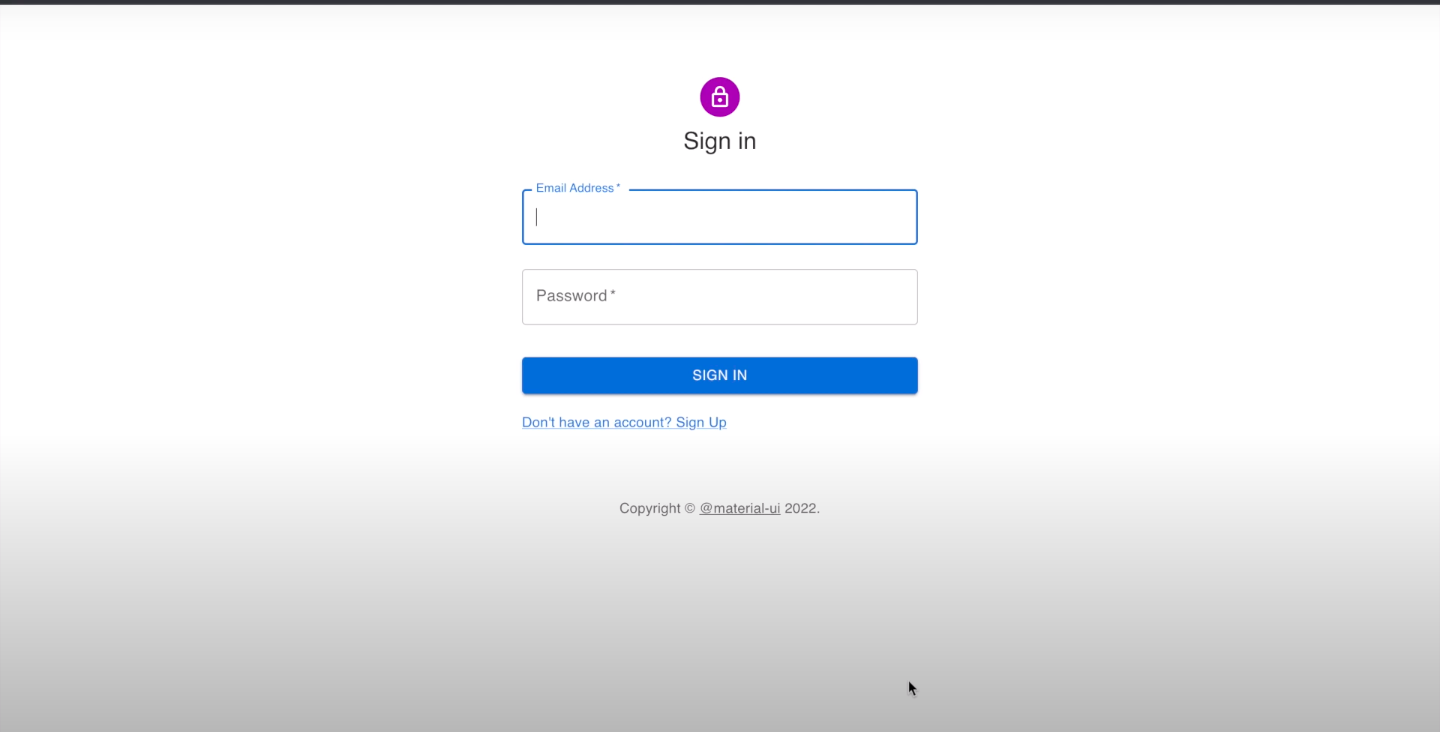 Sign in
Email Address *
Password *
SIGN IN
Don't have an account? Sign Up
Copyright © @material-ui 2022.